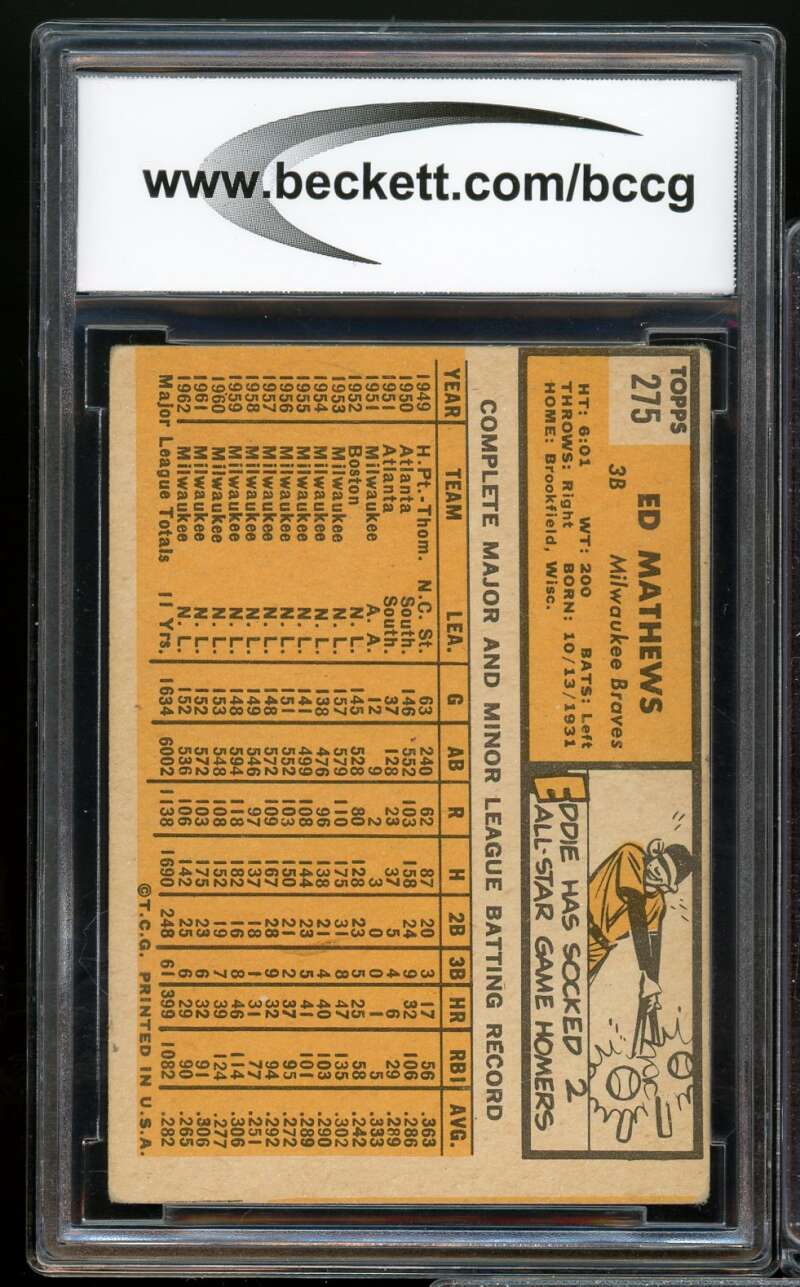 www.beckett.com/bccg
TOPPS
275
ED MATHEWS
3B Milwaukee Braves
HT: 6:01 WT: 200 BATS: Left
THROWS: Right BORN: 10/13/1931
HOME: Brookfield, Wisc.
EDDIE HAS SOCKED 2
ALL-STAR GAME HOMERS
COMPLETE MAJOR AND MINOR LEAGUE BATTING RECORD
YEAR TEAM LEA. G AB R H 2B 3B HR RBI AVG.
1949 H.Pt.-Thom. N.C. St. 63 240 62 87 20 3 17 56 .363
1950 Atlanta South. 146 552 103 158 24 9 32 106 .286
1951 Atlanta South. 37 128 23 37 5 4 6 29 .289
1951 Milwaukee A. A. 12 9 2 3 0 0 1 5 .333
1952 Boston N. L. 145 528 80 128 23 5 25 58 .242
1953 Milwaukee N. L. 157 579 110 175 31 8 47 135 .302
1954 Milwaukee N. L. 138 476 96 138 21 4 40 103 .290
1955 Milwaukee N. L. 141 499 108 144 23 5 41 101 .289
1956 Milwaukee N. L. 151 552 103 150 21 2 37 95 .272
1957 Milwaukee N. L. 148 572 109 167 28 9 32 94 .292
1958 Milwaukee N. L. 149 546 97 137 18 1 31 77 .251
1959 Milwaukee N. L. 148 594 118 182 16 8 46 114 .306
1960 Milwaukee N. L. 153 548 108 152 19 7 39 124 .277
1961 Milwaukee N. L. 152 572 103 175 23 6 32 91 .306
1962 Milwaukee N. L. 152 536 106 142 25 6 29 90 .265
Major League Totals 11 Yrs. 1634 6002 1138 1690 248 61 399 1082 .282
©T.C.G. PRINTED IN U.S.A.